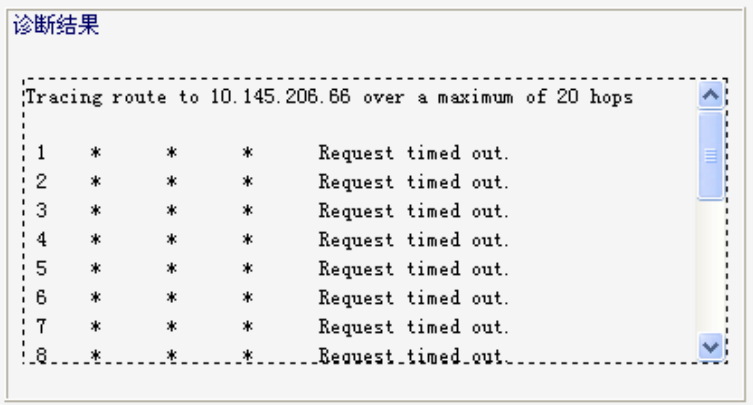 诊断结果
Tracing route to 10.145.206.66 over a maximum of 20 hops
1 * * * Request timed out.
2 * * * Request timed out.
3 * * * Request timed out.
4 * * * Request timed out.
5 * * * Request timed out.
6 * * * Request timed out.
7 * * * Request timed out.
8 * * * Request timed out.